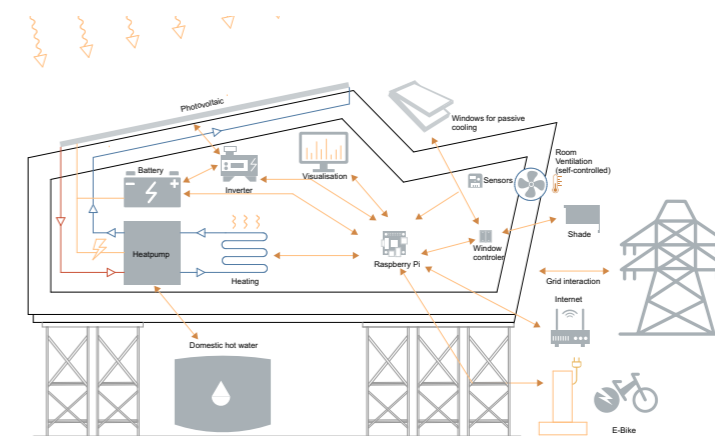 Photovoltaic
Windows for passive
cooling
Battery
Inverter
Visualisation
Sensors
Room
Ventilation
(self-controlled)
Shade
Heatpump
Heating
Raspberry Pi
Window
controler
Grid interaction
Internet
Domestic hot water
E-Bike